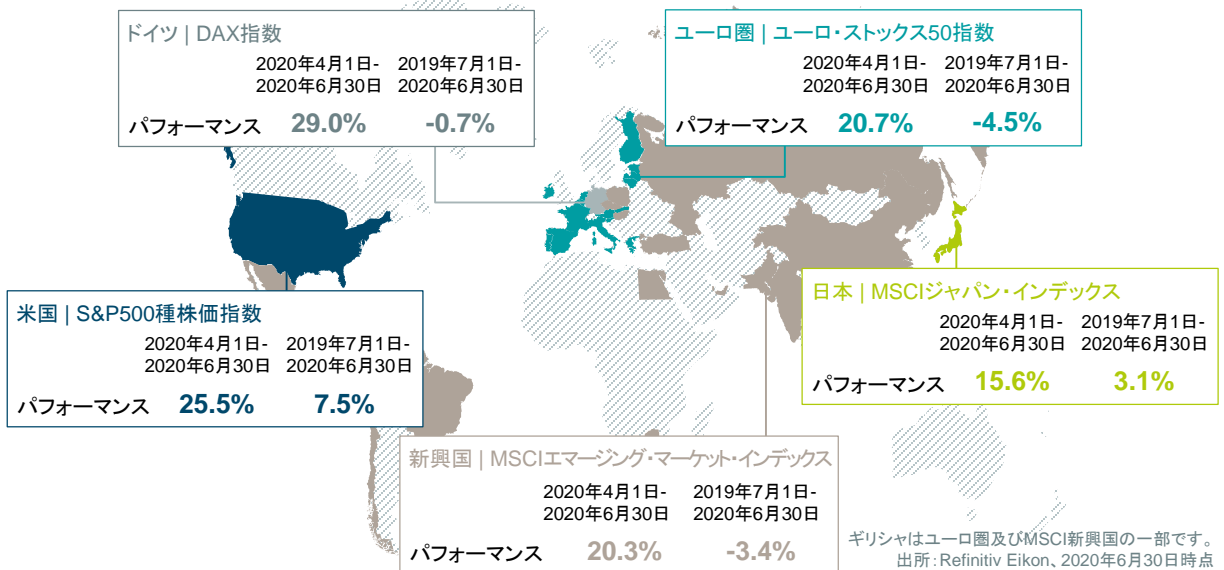 ドイツ | DAX指数
2020年4月1日- 2019年7月1日-
2020年6月30日 2020年6月30日
パフォーマンス 29.0% -0.7%
ユーロ圏 | ユーロ・ストックス50指数
2020年4月1日- 2019年7月1日-
2020年6月30日 2020年6月30日
パフォーマンス 20.7% -4.5%
米国 | S&P500種株価指数
2020年4月1日- 2019年7月1日-
2020年6月30日 2020年6月30日
パフォーマンス 25.5% 7.5%
日本 | MSCIジャパン・インデックス
2020年4月1日- 2019年7月1日-
2020年6月30日 2020年6月30日
パフォーマンス 15.6% 3.1%
新興国 | MSCIエマージング・マーケット・インデックス
2020年4月1日- 2019年7月1日-
2020年6月30日 2020年6月30日
パフォーマンス 20.3% -3.4%
ギリシャはユーロ圏及びMSCI新興国の一部です。
出所：Refinitiv Eikon、2020年6月30日時点